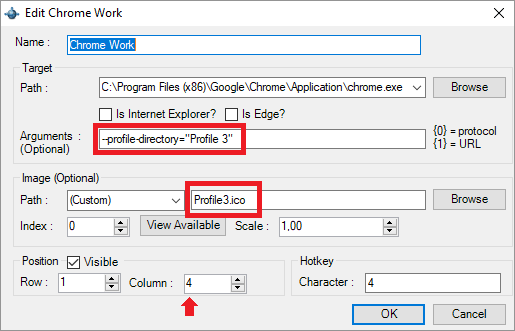 Edit Chrome Work
Name : Chrome Work
Target
Path : C:\Program Files (x86)\Google\Chrome\Application\chrome.exe Browse
Is Internet Explorer? Is Edge?
Arguments : --profile-directory="Profile 3" {0} = protocol
(Optional) {1} = URL
Image (Optional)
Path : (Custom) Profile3.ico Browse
Index : 0 View Available Scale : 1,00
Position Visible Hotkey
Row : 1 Column : 4 Character : 4
OK Cancel